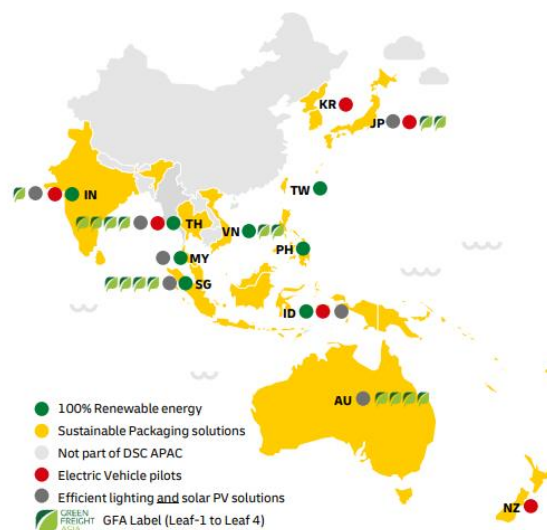 KR
JP
TW
IN
TH
VN
MY
PH
SG
ID
AU
NZ
100% Renewable energy
Sustainable Packaging solutions
Not part of DSC APAC
Electric Vehicle pilots
Efficient lighting and solar PV solutions
GREEN
FREIGHT
ASIA
GFA Label (Leaf-1 to Leaf 4)